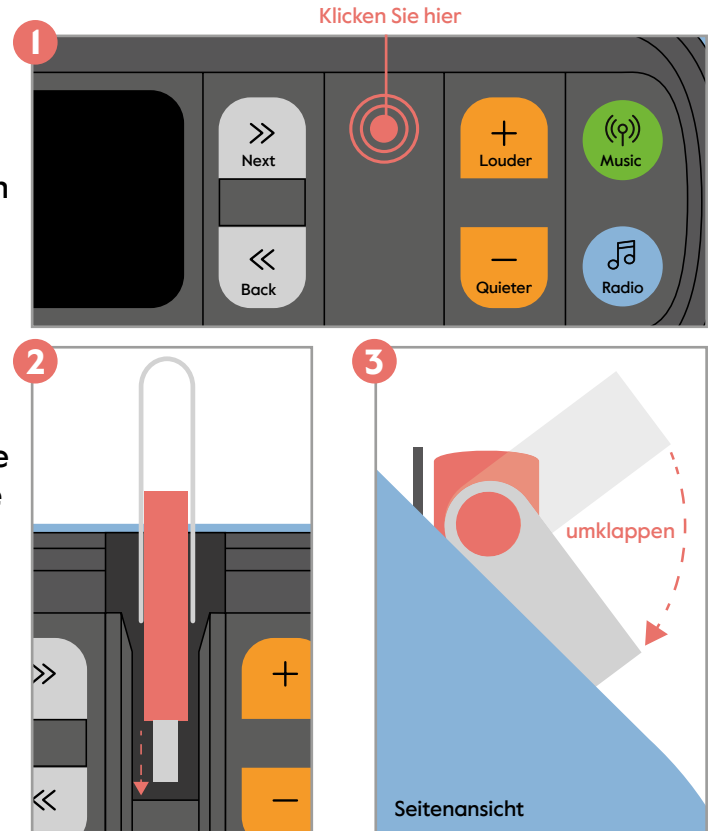 Klicken Sie hier
1
Next
Louder
Music
Back
Quieter
Radio
2
3
umklappen
Seitenansicht